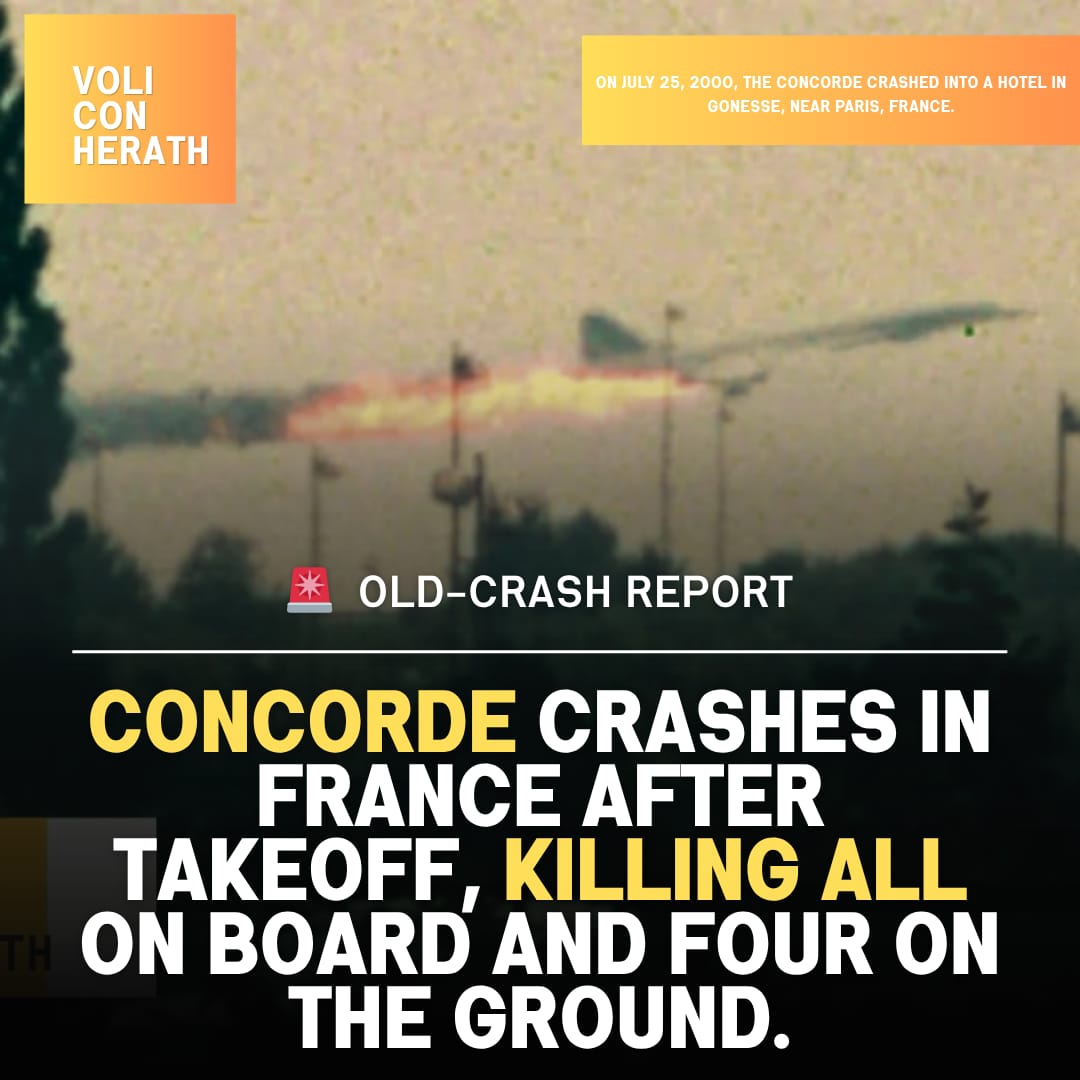 VOLI
CON
HERATH
ON JULY 25, 2000, THE CONCORDE CRASHED INTO A HOTEL IN
GONESSE, NEAR PARIS, FRANCE.
OLD-CRASH REPORT
CONCORDE CRASHES IN
FRANCE AFTER
TAKEOFF, KILLING ALL
ON BOARD AND FOUR ON
THE GROUND.
TH